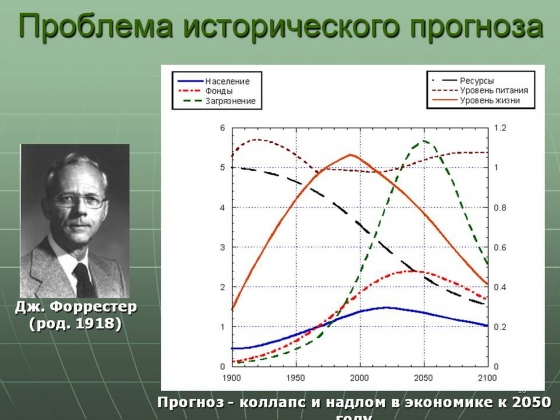 Проблема исторического прогноза
Население
Фонды
Загрязнение
Ресурсы
Уровень питания
Уровень жизни
6 1.2
5 1
4 0.8
3 0.6
2 0.4
1 0.2
0 0
1900 1950 2000 2050 2100
Дж. Форрестер
(род. 1918)
Прогноз - коллапс и надлом в экономике к 2050
году